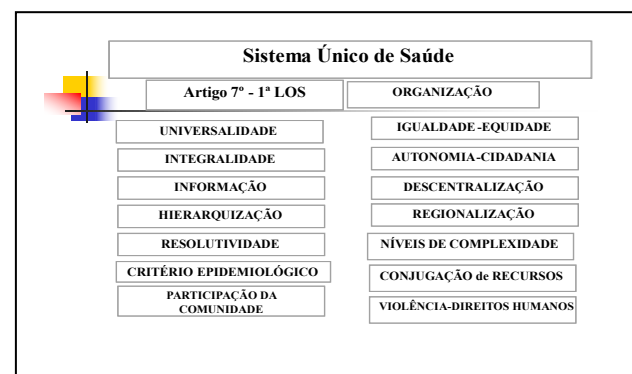 Sistema Único de Saúde
Artigo 7º - 1ª LOS
ORGANIZAÇÃO
UNIVERSALIDADE
IGUALDADE-EQUIDADE
INTEGRALIDADE
AUTONOMIA-CIDADANIA
INFORMAÇÃO
DESCENTRALIZAÇÃO
HIERARQUIZAÇÃO
REGIONALIZAÇÃO
RESOLUTIVIDADE
NÍVEIS DE COMPLEXIDADE
CRITÉRIO EPIDEMIOLÓGICO
CONJUGAÇÃO de RECURSOS
PARTICIPAÇÃO DA
COMUNIDADE
VIOLÊNCIA-DIREITOS HUMANOS